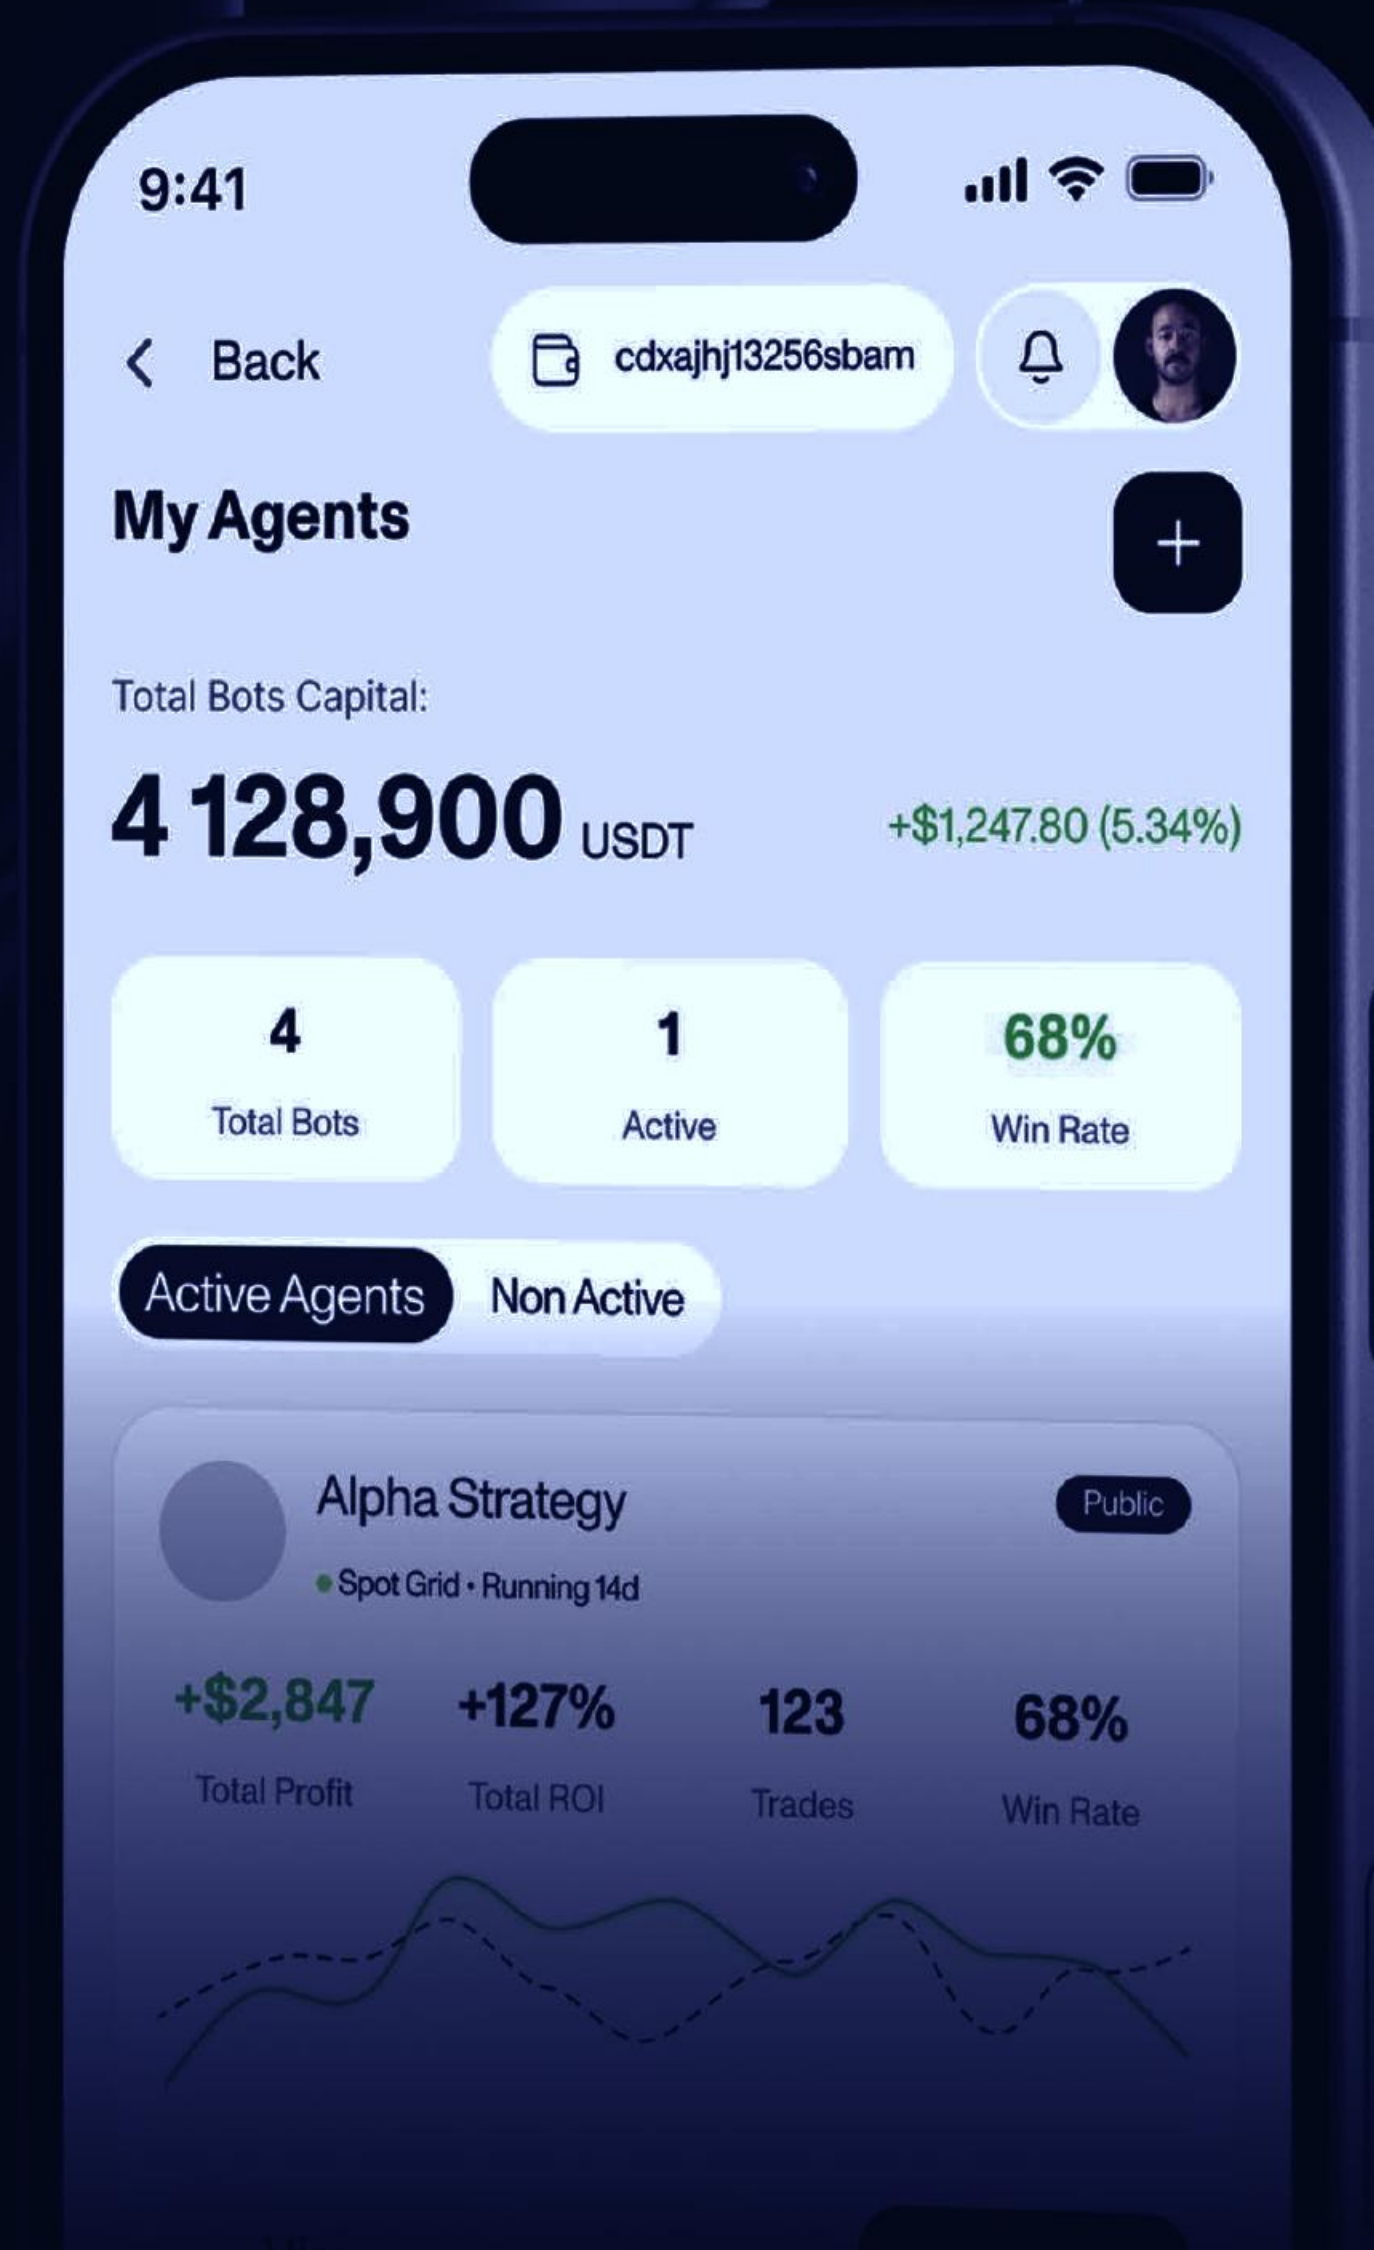 9:41
Back
cdxajhj13256sbam
My Agents
Total Bots Capital:
4 128,900 USDT
+$1,247.80 (5.34%)
4
1
68%
Total Bots
Active
Win Rate
Active Agents
Non Active
Alpha Strategy
Public
Spot Grid • Running 14d
+$2,847
+127%
123
68%
Total Profit
Total ROI
Trades
Win Rate